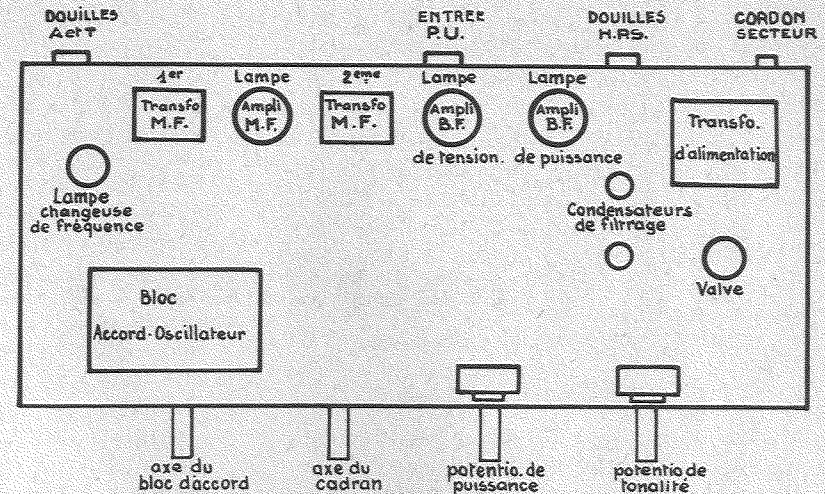 DOUILLES
A et T
ENTREE
P.U.
DOUILLES
H.P.S.
CORDON
SECTEUR
1er
Transfo
M.F.
Lampe
Ampli
M.F.
2eme
Transfo
M.F.
Lampe
Ampli
B.F.
de tension.
Lampe
Ampli
B.F.
de puissance
Transfo.
d'alimentation
Lampe
changeuse
de fréquence
Condensateurs
de filtrage
Valve
Bloc
Accord-Oscillateur
axe du
bloc d'accord
axe du
cadran
potentio. de
puissance
potentio de
tonalité